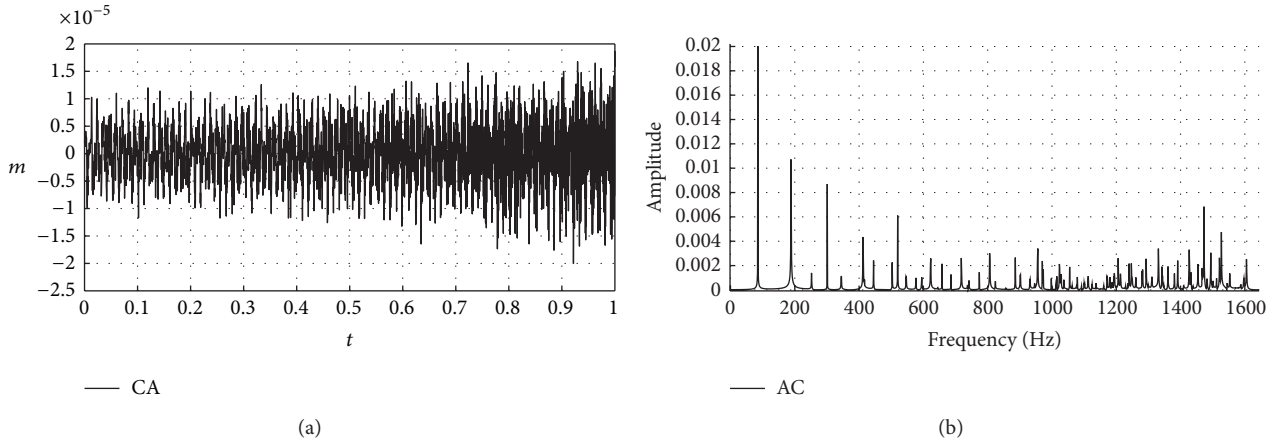 ×10−5
2
1.5
1
0.5
0
−0.5
−1
−1.5
−2
−2.5
m
0 0.1 0.2 0.3 0.4 0.5 0.6 0.7 0.8 0.9 1
t
CA
(a)
0.02
0.018
0.016
0.014
0.012
0.01
0.008
0.006
0.004
0.002
0
Amplitude
0 200 400 600 800 1000 1200 1400 1600
Frequency (Hz)
AC
(b)